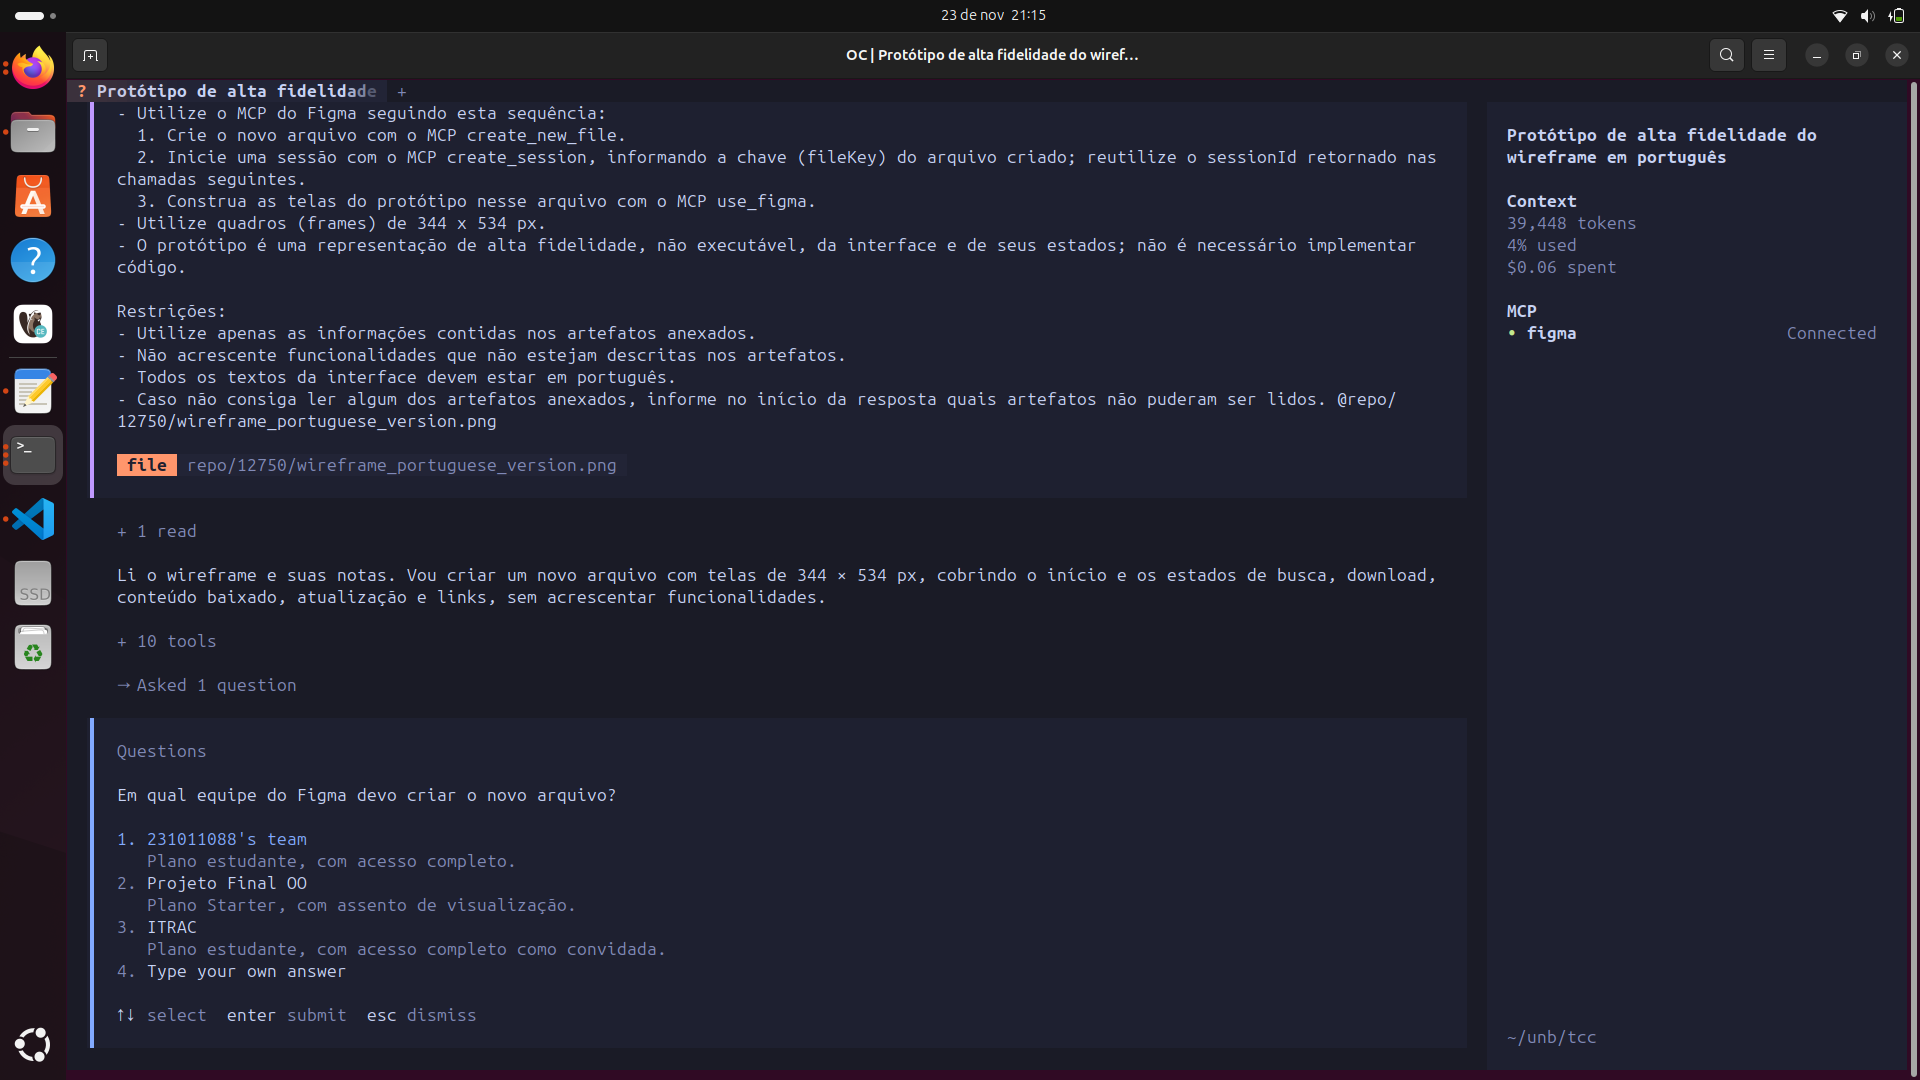 23 de nov 21:15
OC | Protótipo de alta fidelidade do wiref…
? Protótipo de alta fidelidade +
- Utilize o MCP do Figma seguindo esta sequência:
1. Crie o novo arquivo com o MCP create_new_file.
2. Inicie uma sessão com o MCP create_session, informando a chave (fileKey) do arquivo criado; reutilize o sessionId retornado nas
chamadas seguintes.
3. Construa as telas do protótipo nesse arquivo com o MCP use_figma.
- Utilize quadros (frames) de 344 x 534 px.
- O protótipo é uma representação de alta fidelidade, não executável, da interface e de seus estados; não é necessário implementar
código.
Restrições:
- Utilize apenas as informações contidas nos artefatos anexados.
- Não acrescente funcionalidades que não estejam descritas nos artefatos.
- Todos os textos da interface devem estar em português.
- Caso não consiga ler algum dos artefatos anexados, informe no início da resposta quais artefatos não puderam ser lidos. @repo/
12750/wireframe_portuguese_version.png
file repo/12750/wireframe_portuguese_version.png
+ 1 read
Li o wireframe e suas notas. Vou criar um novo arquivo com telas de 344 × 534 px, cobrindo o início e os estados de busca, download,
conteúdo baixado, atualização e links, sem acrescentar funcionalidades.
+ 10 tools
→ Asked 1 question
Questions
Em qual equipe do Figma devo criar o novo arquivo?
1. 231011088's team
Plano estudante, com acesso completo.
2. Projeto Final OO
Plano Starter, com assento de visualização.
3. ITRAC
Plano estudante, com acesso completo como convidada.
4. Type your own answer
↑↓ select enter submit esc dismiss
Protótipo de alta fidelidade do
wireframe em português
Context
39,448 tokens
4% used
$0.06 spent
MCP
• figma Connected
~/unb/tcc
SSD